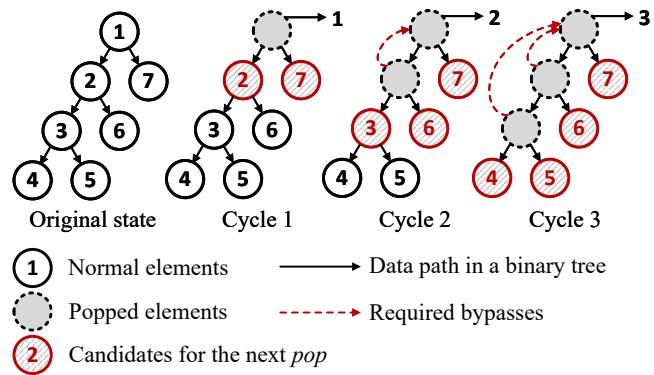 1 1 2 3
2 7 2 7 7 7
3 6 3 6 3 6 6
4 5 4 5 4 5 4 5
Original state Cycle 1 Cycle 2 Cycle 3
1 Normal elements Data path in a binary tree
Popped elements Required bypasses
2 Candidates for the next pop